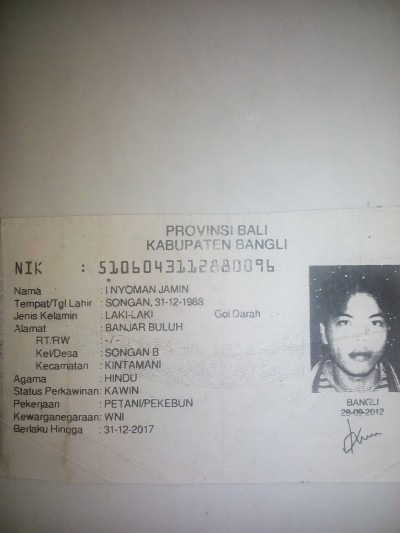 PROVINSI BALI
KABUPATEN BANGLI
NIK : 5106043112880096
Nama : I NYOMAN JAMIN
Tempat/Tgl Lahir : SONGAN, 31-12-1988
Jenis Kelamin : LAKI-LAKI Gol Darah
Alamat : BANJAR BULUH
RT/RW : -/-
Kel/Desa : SONGAN B
Kecamatan : KINTAMANI
Agama : HINDU
Status Perkawinan: KAWIN
Pekerjaan : PETANI/PEKEBUN
Kewarganegaraan: WNI
Berlaku Hingga : 31-12-2017
BANGLI
28-09-2012